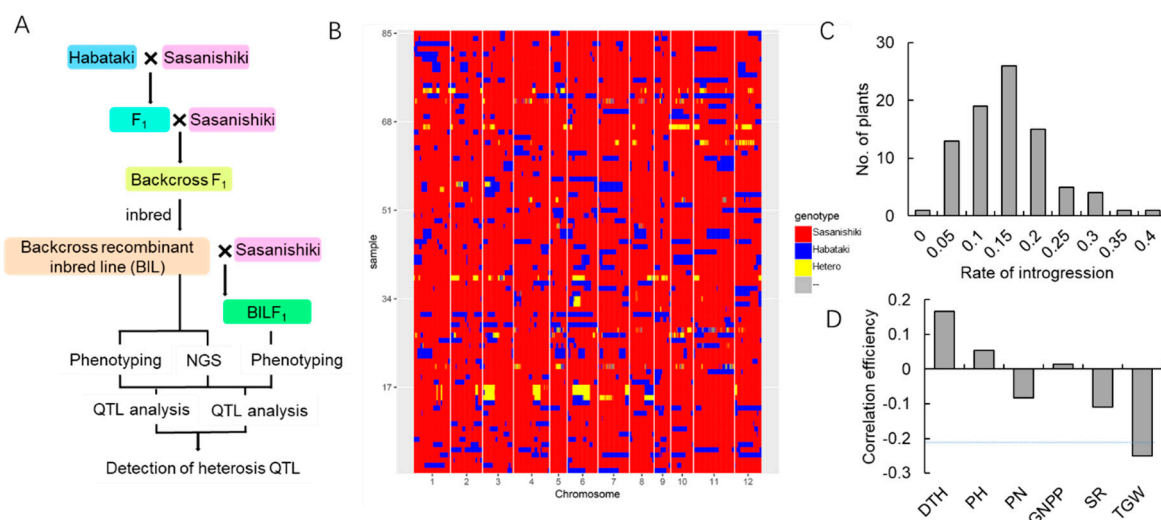 A
Habataki × Sasanishiki
F1 × Sasanishiki
Backcross F1
inbred
Backcross recombinant
inbred line (BIL)
× Sasanishiki
BILF1
Phenotyping
NGS
Phenotyping
QTL analysis
QTL analysis
Detection of heterosis QTL
B
85
68
51
34
17
sample
1 2 3 4 5 6 7 8 9 10 11 12
Chromosome
genotype
Sasanishiki
Habataki
Hetero
--
C
30
20
10
0
No. of plants
0 0.05 0.1 0.15 0.2 0.25 0.3 0.35 0.4
Rate of introgression
D
0.2
0.1
0
-0.1
-0.2
-0.3
Correlation efficiency
DTH PH PN GNPP SR TGW